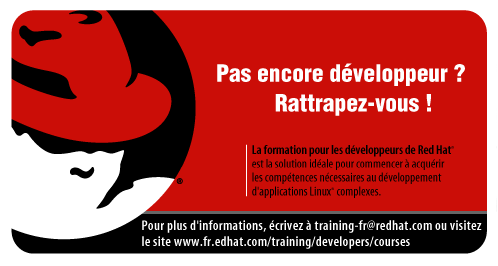 Pas encore développeur ?
Rattrapez-vous !
La formation pour les développeurs de Red Hat®
est la solution idéale pour commencer à acquérir
les compétences nécessaires au développement
d'applications Linux® complexes.
®
Pour plus d'informations, écrivez à training-fr@redhat.com ou visitez
le site www.fr.edhat.com/training/developers/courses